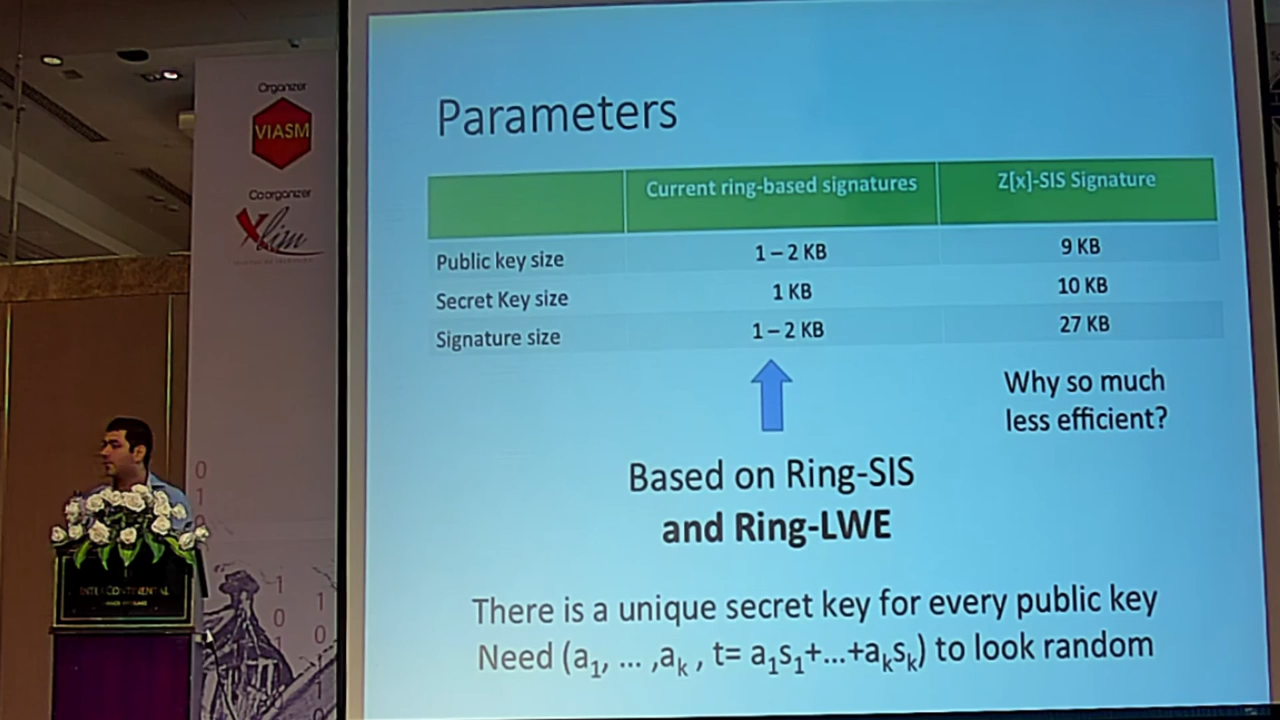 Organizer
VIASM
Coorganizer
Xlim
Parameters
Current ring-based signatures
Z[x]-SIS Signature
Public key size
1 – 2 KB
9 KB
Secret Key size
1 KB
10 KB
Signature size
1 – 2 KB
27 KB
Why so much
less efficient?
Based on Ring-SIS
and Ring-LWE
There is a unique secret key for every public key
Need (a₁, ... ,aₖ , t= a₁s₁+...+aₖsₖ) to look random
INTERCONTINENTAL